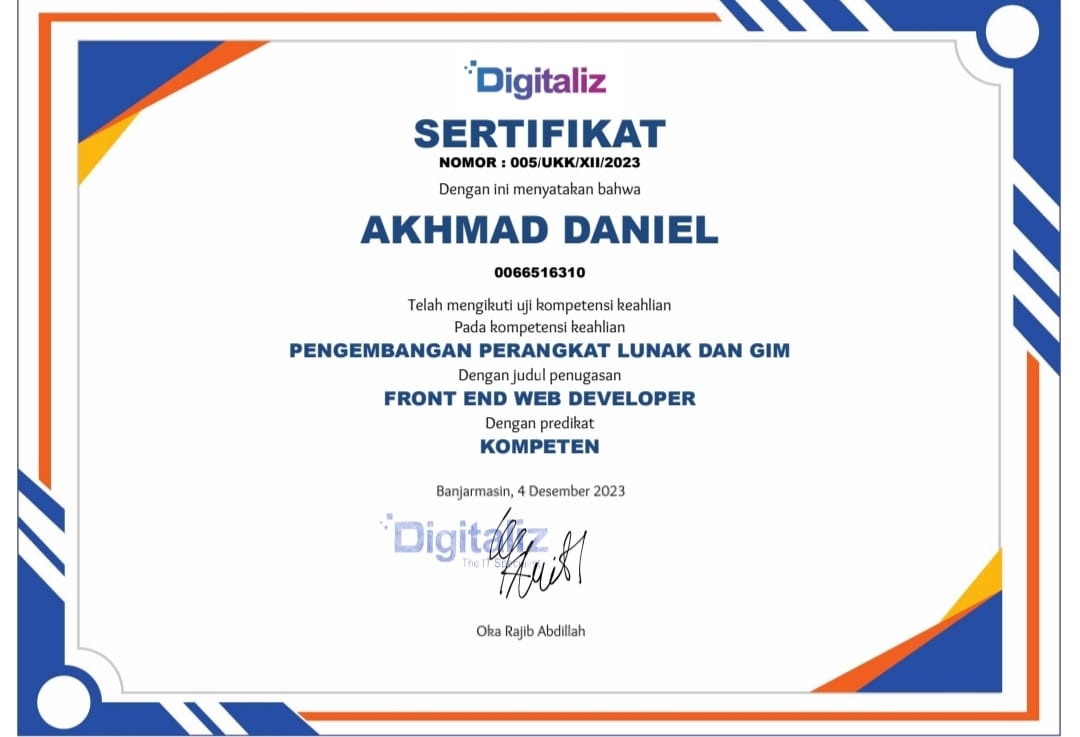 Digitaliz
SERTIFIKAT
NOMOR : 005/UKK/XII/2023
Dengan ini menyatakan bahwa
AKHMAD DANIEL
0066516310
Telah mengikuti uji kompetensi keahlian
Pada kompetensi keahlian
PENGEMBANGAN PERANGKAT LUNAK DAN GIM
Dengan judul penugasan
FRONT END WEB DEVELOPER
Dengan predikat
KOMPETEN
Banjarmasin, 4 Desember 2023
Digitaliz
The IT
Oka Rajib Abdillah